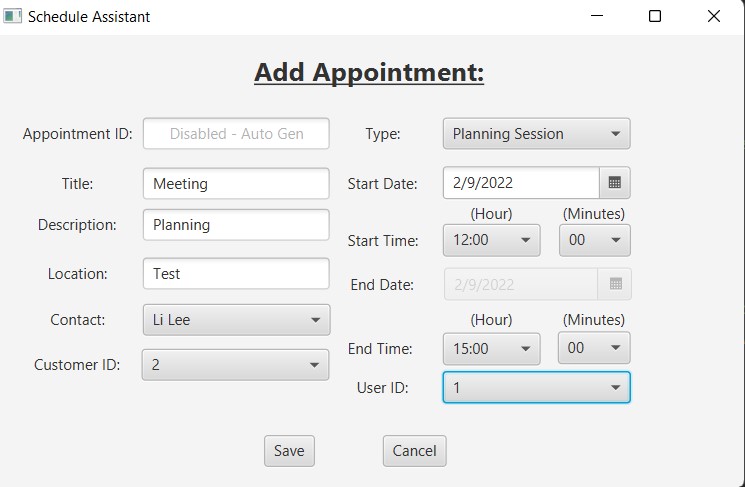 Schedule Assistant
Add Appointment:
Appointment ID: Disabled - Auto Gen
Type: Planning Session
Title: Meeting
Start Date: 2/9/2022
(Hour) (Minutes)
Description: Planning
Start Time: 12:00 00
Location: Test
End Date: 2/9/2022
(Hour) (Minutes)
Contact: Li Lee
End Time: 15:00 00
Customer ID: 2
User ID: 1
Save Cancel